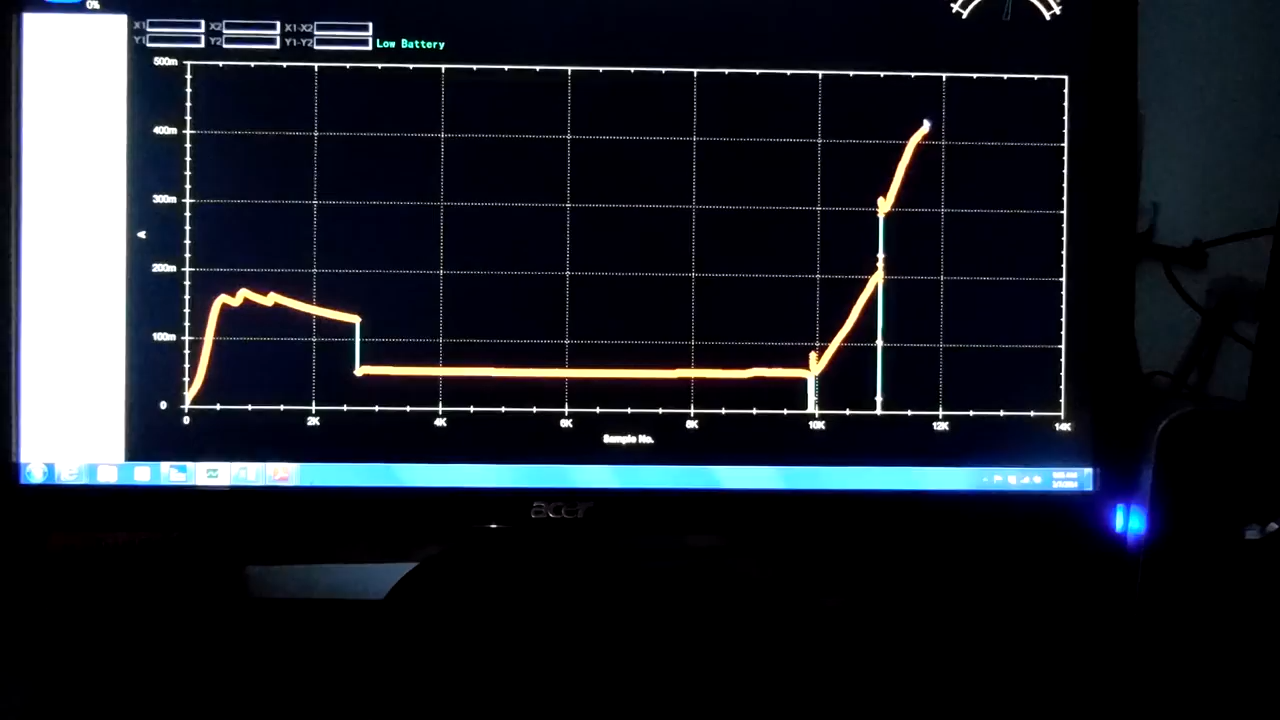 0%
X1 X2 X1-X2
Y1 Y2 Y1-Y2 Low Battery
500m
400m
300m
A
200m
100m
0
0 2K 4K 6K 8K 10K 12K 14K
Sample No.
acer